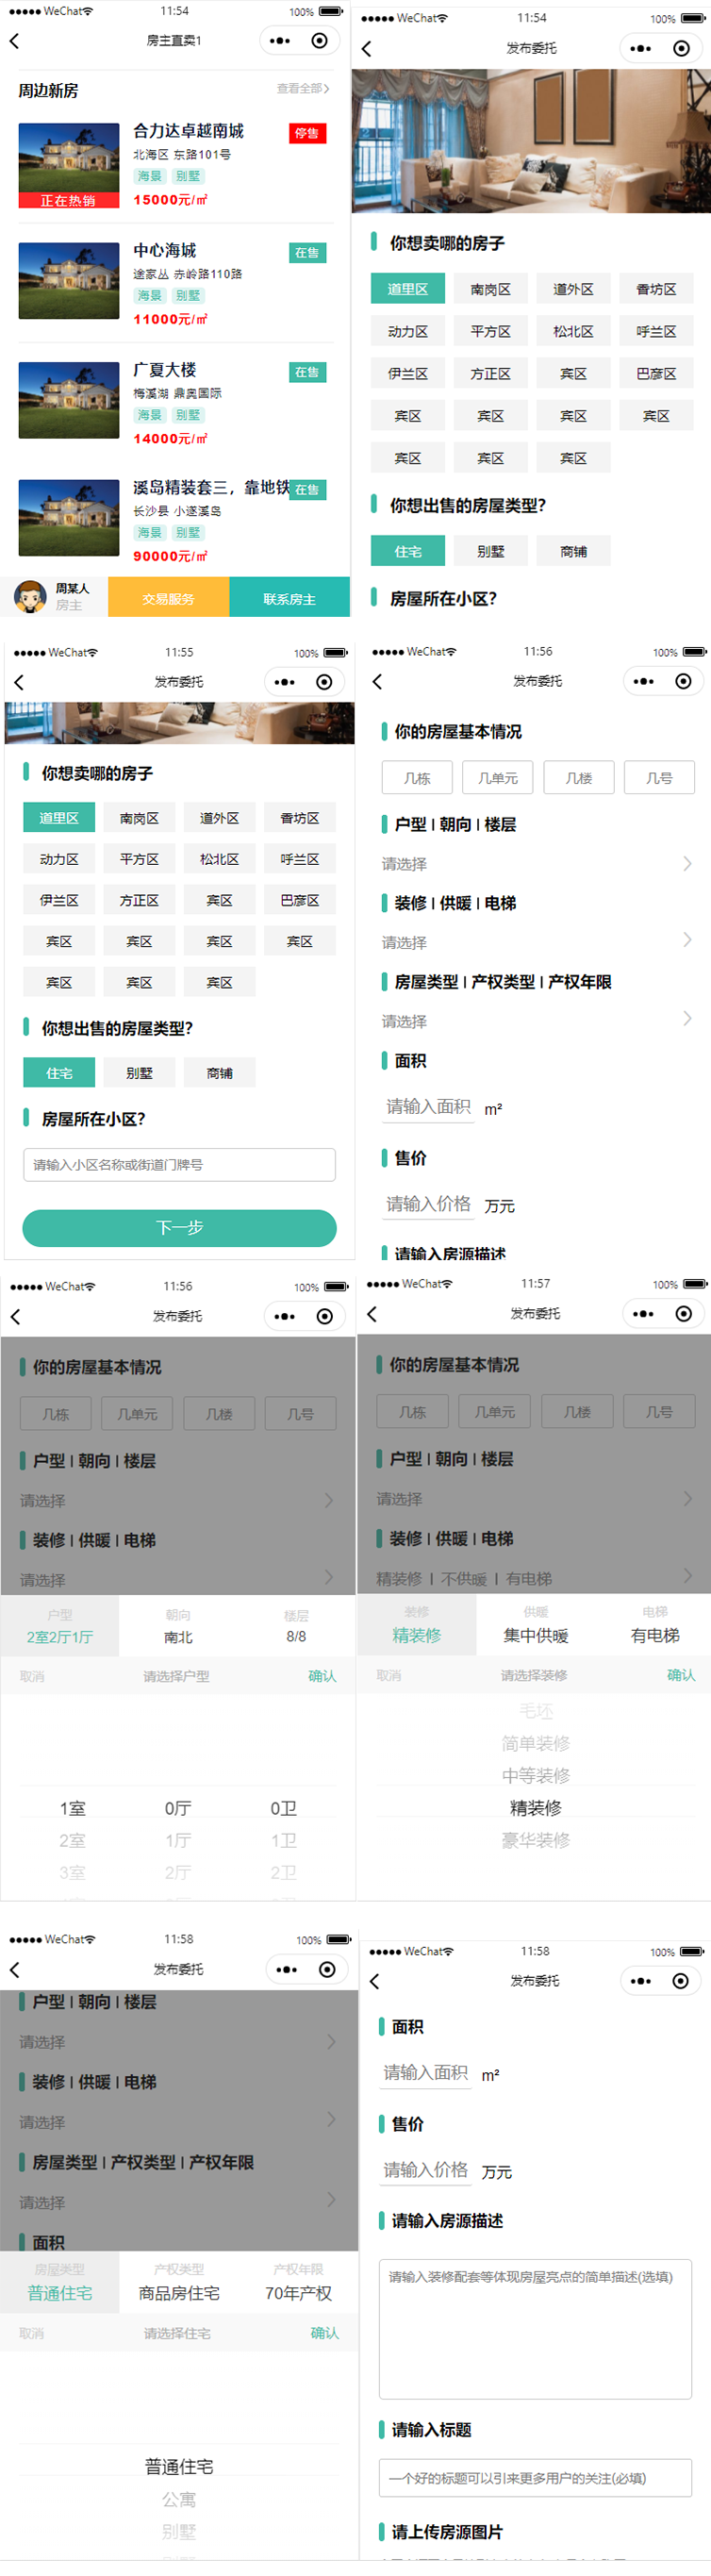 WeChat 11:54 100%
房主直卖1
周边新房 查看全部
合力达卓越南城 停售
北海区 东路101号
海景 别墅
正在热销 15000元/㎡
中心海城 在售
途家丛 赤岭路110路
海景 别墅
11000元/㎡
广夏大楼 在售
梅溪湖 鼎奥国际
海景 别墅
14000元/㎡
溪岛精装套三，靠地铁 在售
长沙县 小遂溪岛
海景 别墅
90000元/㎡
周某人
房主
交易服务 联系房主
WeChat 11:54 100%
发布委托
你想卖哪的房子
道里区 南岗区 道外区 香坊区
动力区 平方区 松北区 呼兰区
伊兰区 方正区 宾区 巴彦区
宾区 宾区 宾区 宾区
宾区 宾区 宾区
你想出售的房屋类型？
住宅 别墅 商铺
房屋所在小区？
WeChat 11:55 100%
发布委托
你想卖哪的房子
道里区 南岗区 道外区 香坊区
动力区 平方区 松北区 呼兰区
伊兰区 方正区 宾区 巴彦区
宾区 宾区 宾区 宾区
宾区 宾区 宾区
你想出售的房屋类型？
住宅 别墅 商铺
房屋所在小区？
请输入小区名称或街道门牌号
下一步
WeChat 11:56 100%
发布委托
你的房屋基本情况
几栋 几单元 几楼 几号
户型 | 朝向 | 楼层
请选择
装修 | 供暖 | 电梯
请选择
房屋类型 | 产权类型 | 产权年限
请选择
面积
请输入面积 m²
售价
请输入价格 万元
请输入房源描述
WeChat 11:56 100%
发布委托
你的房屋基本情况
几栋 几单元 几楼 几号
户型 | 朝向 | 楼层
请选择
装修 | 供暖 | 电梯
请选择
户型 朝向 楼层
2室2厅1厅 南北 8/8
取消 请选择户型 确认
1室 0厅 0卫
2室 1厅 1卫
3室 2厅 2卫
WeChat 11:57 100%
发布委托
你的房屋基本情况
几栋 几单元 几楼 几号
户型 | 朝向 | 楼层
请选择
装修 | 供暖 | 电梯
精装修 | 不供暖 | 有电梯
装修 供暖 电梯
精装修 集中供暖 有电梯
取消 请选择装修 确认
毛坯
简单装修
中等装修
精装修
豪华装修
WeChat 11:58 100%
发布委托
户型 | 朝向 | 楼层
请选择
装修 | 供暖 | 电梯
请选择
房屋类型 | 产权类型 | 产权年限
请选择
面积
房屋类型 产权类型 产权年限
普通住宅 商品房住宅 70年产权
取消 请选择住宅 确认
普通住宅
公寓
别墅
WeChat 11:58 100%
发布委托
面积
请输入面积 m²
售价
请输入价格 万元
请输入房源描述
请输入装修配套等体现房屋亮点的简单描述(选填)
请输入标题
一个好的标题可以引来更多用户的关注(必填)
请上传房源图片